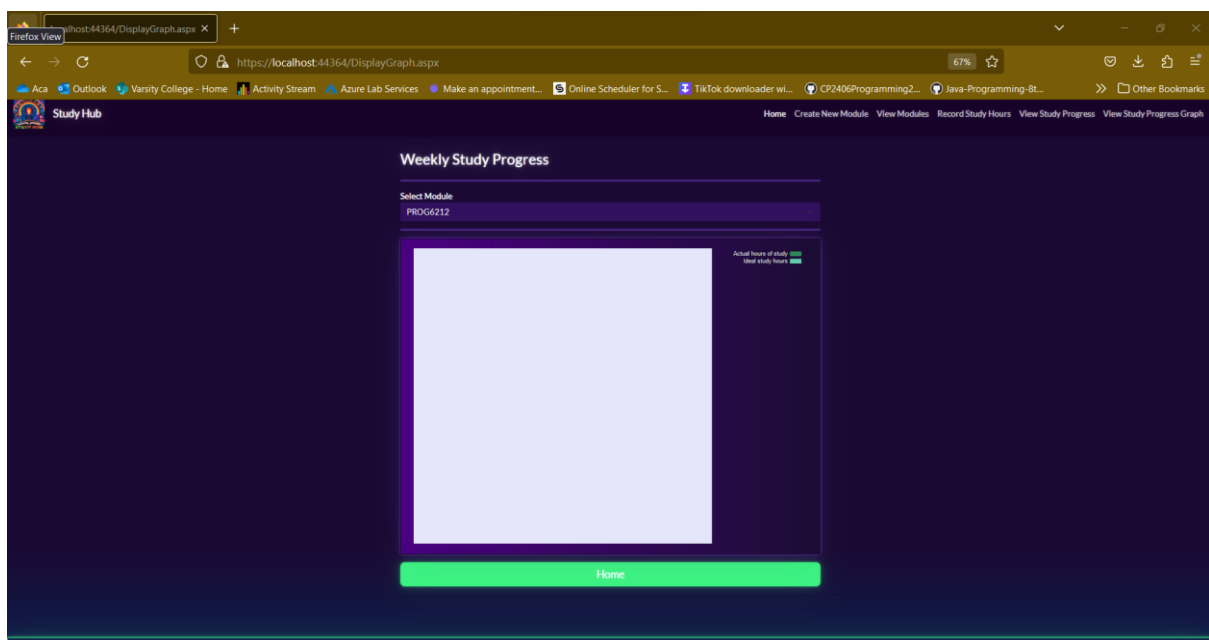 localhost:44364/DisplayGraph.aspx
Firefox View
https://localhost:44364/DisplayGraph.aspx
67%
Aca Outlook Varsity College - Home Activity Stream Azure Lab Services Make an appointment... Online Scheduler for S... TikTok downloader wi... CP2406Programming2... Java-Programming-8t... Other Bookmarks
Study Hub
Home Create New Module View Modules Record Study Hours View Study Progress View Study Progress Graph
Weekly Study Progress
Select Module
PROG6212
Actual hours of study
Ideal study hours
Home